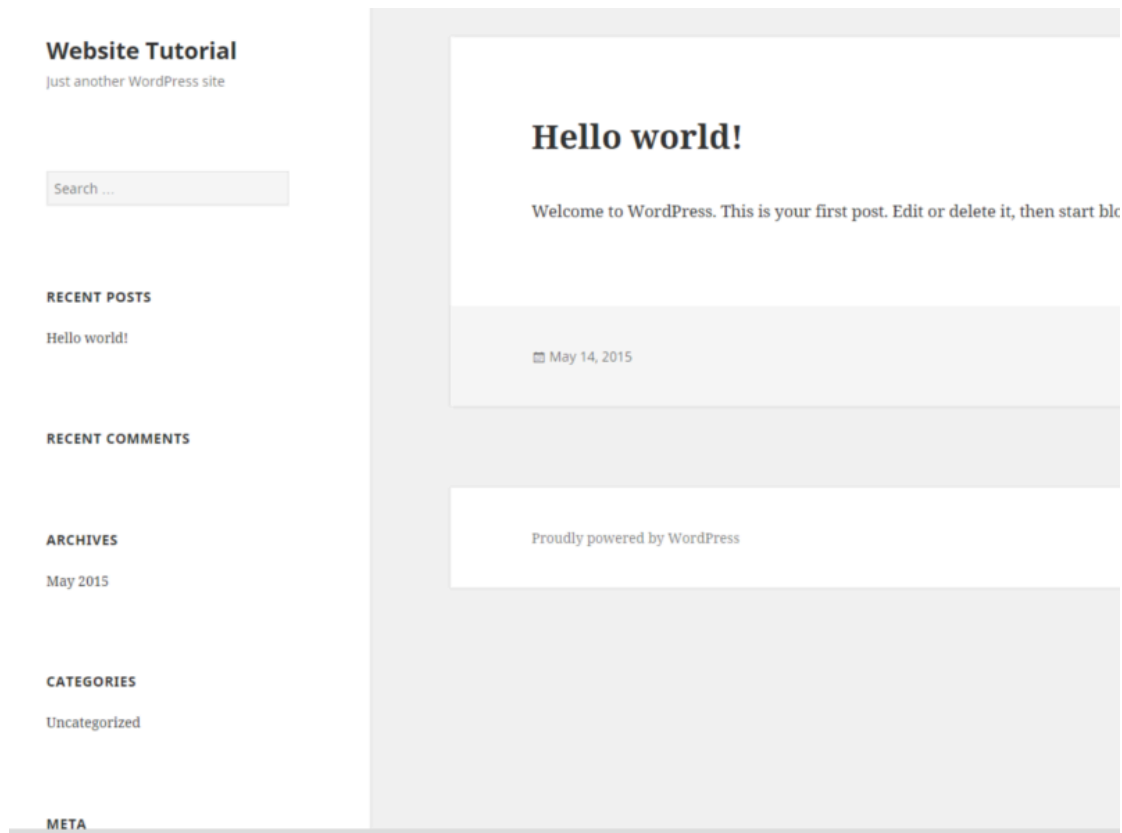 Website Tutorial
Just another WordPress site
Search ...
RECENT POSTS
Hello world!
RECENT COMMENTS
ARCHIVES
May 2015
CATEGORIES
Uncategorized
META
Hello world!
Welcome to WordPress. This is your first post. Edit or delete it, then start
May 14, 2015
Proudly powered by WordPress